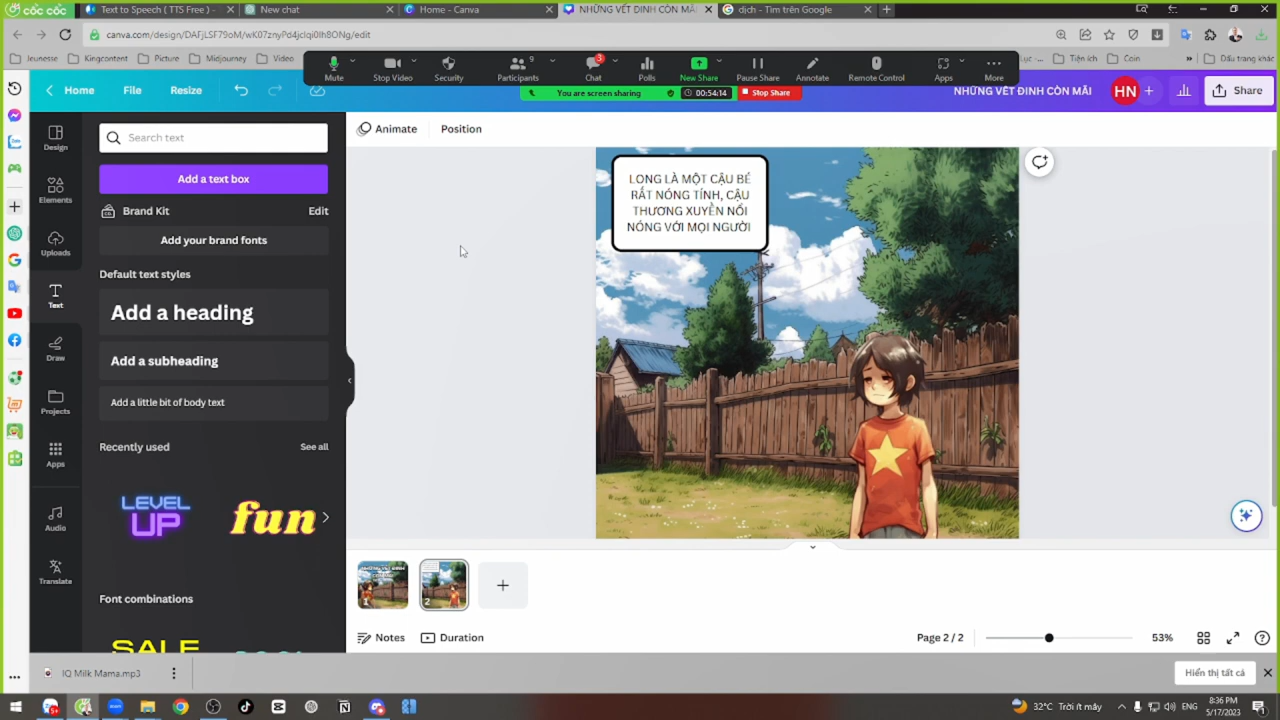 cốc cốc
Text to Speech ( TTS Free ) -
New chat
Home - Canva
NHỮNG VẾT ĐINH CÒN MÃI
dịch - Tìm trên Google
canva.com/design/DAFjLSF79oM/wK07znyPd4jclqi0Ih8ONg/edit
Jeunesse
Kingcontent
Picture
Midjourney
Video
Tiện ích
Coin
Dấu trang khác
Mute
Stop Video
Security
Participants
9
Chat
3
Polls
New Share
Pause Share
Annotate
Remote Control
Apps
More
You are screen sharing
00:54:14
Stop Share
Home
File
Resize
NHỮNG VẾT ĐINH CÒN MÃI
HN
Share
Design
Elements
Uploads
Text
Draw
Projects
Apps
Audio
Translate
Search text
Add a text box
Brand Kit
Edit
Add your brand fonts
Default text styles
Add a heading
Add a subheading
Add a little bit of body text
Recently used
See all
LEVEL
UP
fun
Font combinations
SALE
Animate
Position
LONG LÀ MỘT CẬU BÉ
RẤT NÓNG TÍNH, CẬU
THƯƠNG XUYÊN NỔI
NÓNG VỚI MỌI NGƯỜI
1
2
Notes
Duration
Page 2 / 2
53%
IQ Milk Mama.mp3
Hiển thị tất cả
32°C Trời ít mây
ENG
8:36 PM
5/17/2023